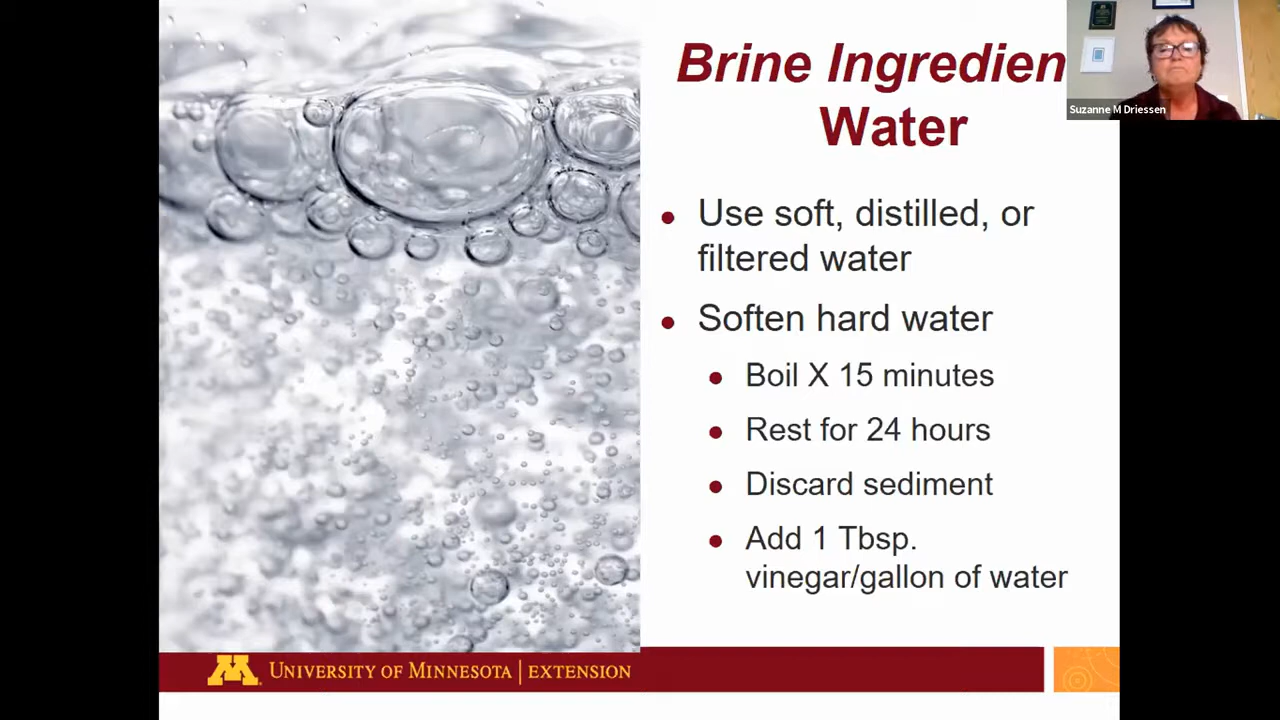 Brine Ingredien
Water
Suzanne M Driessen
Use soft, distilled, or
filtered water
Soften hard water
Boil X 15 minutes
Rest for 24 hours
Discard sediment
Add 1 Tbsp.
vinegar/gallon of water
M
UNIVERSITY OF MINNESOTA | EXTENSION